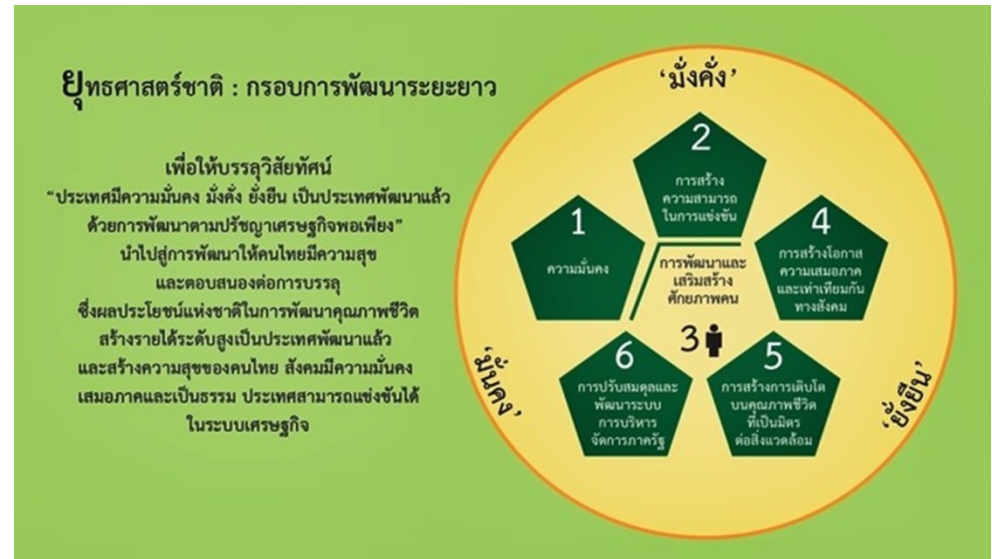 ยุทธศาสตร์ชาติ : กรอบการพัฒนาระยะยาว
เพื่อให้บรรลุวิสัยทัศน์
“ประเทศมีความมั่นคง มั่งคั่ง ยั่งยืน เป็นประเทศพัฒนาแล้ว
ด้วยการพัฒนาตามปรัชญาเศรษฐกิจพอเพียง”
นำไปสู่การพัฒนาให้คนไทยมีความสุข
และตอบสนองต่อการบรรลุ
ซึ่งผลประโยชน์แห่งชาติในการพัฒนาคุณภาพชีวิต
สร้างรายได้ระดับสูงเป็นประเทศพัฒนาแล้ว
และสร้างความสุขของคนไทย สังคมมีความมั่นคง
เสมอภาคและเป็นธรรม ประเทศสามารถแข่งขันได้
ในระบบเศรษฐกิจ
‘มั่งคั่ง’
1
ความมั่นคง
2
การสร้าง
ความสามารถ
ในการแข่งขัน
การพัฒนาและ
เสริมสร้าง
ศักยภาพคน
3
4
การสร้างโอกาส
ความเสมอภาค
และเท่าเทียมกัน
ทางสังคม
5
การสร้างการเติบโต
บนคุณภาพชีวิต
ที่เป็นมิตร
ต่อสิ่งแวดล้อม
6
การปรับสมดุลและ
พัฒนาระบบ
การบริหาร
จัดการภาครัฐ
‘มั่นคง’
‘ยั่งยืน’